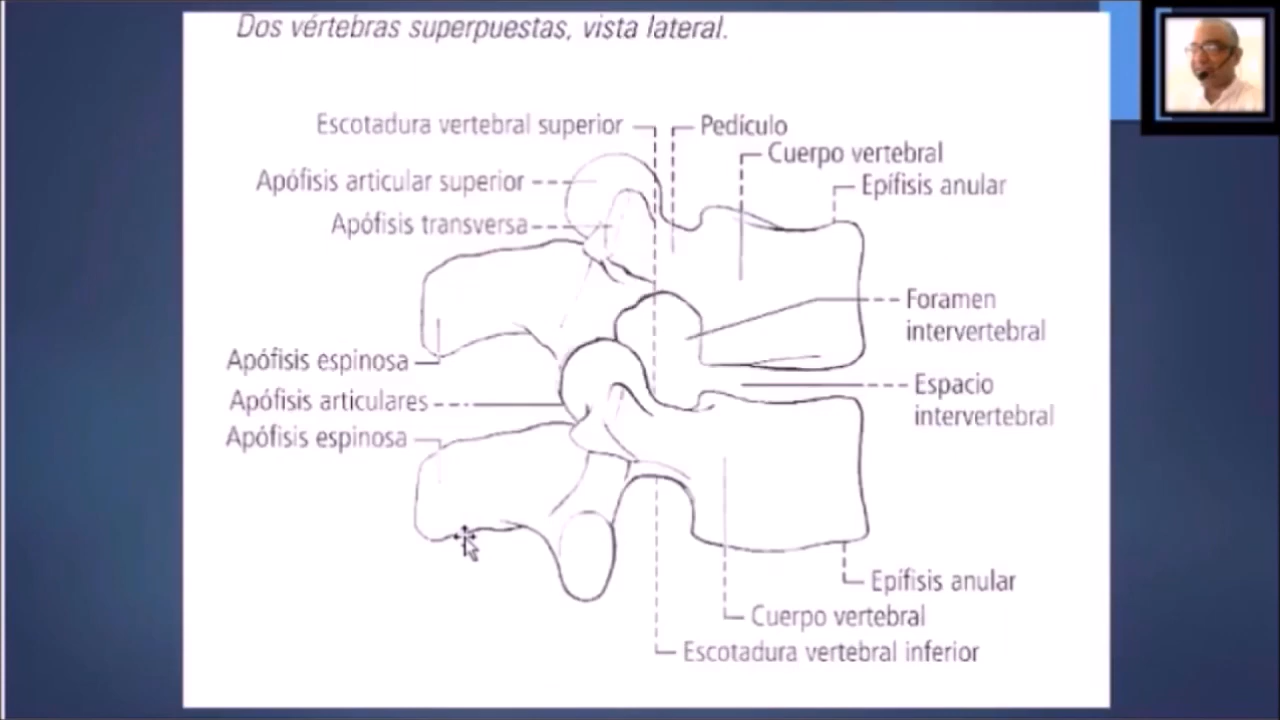 Dos vértebras superpuestas, vista lateral.
Escotadura vertebral superior
Pedículo
Cuerpo vertebral
Apófisis articular superior
Epífisis anular
Apófisis transversa
Foramen
intervertebral
Apófisis espinosa
Espacio
intervertebral
Apófisis articulares
Apófisis espinosa
Epífisis anular
Cuerpo vertebral
Escotadura vertebral inferior